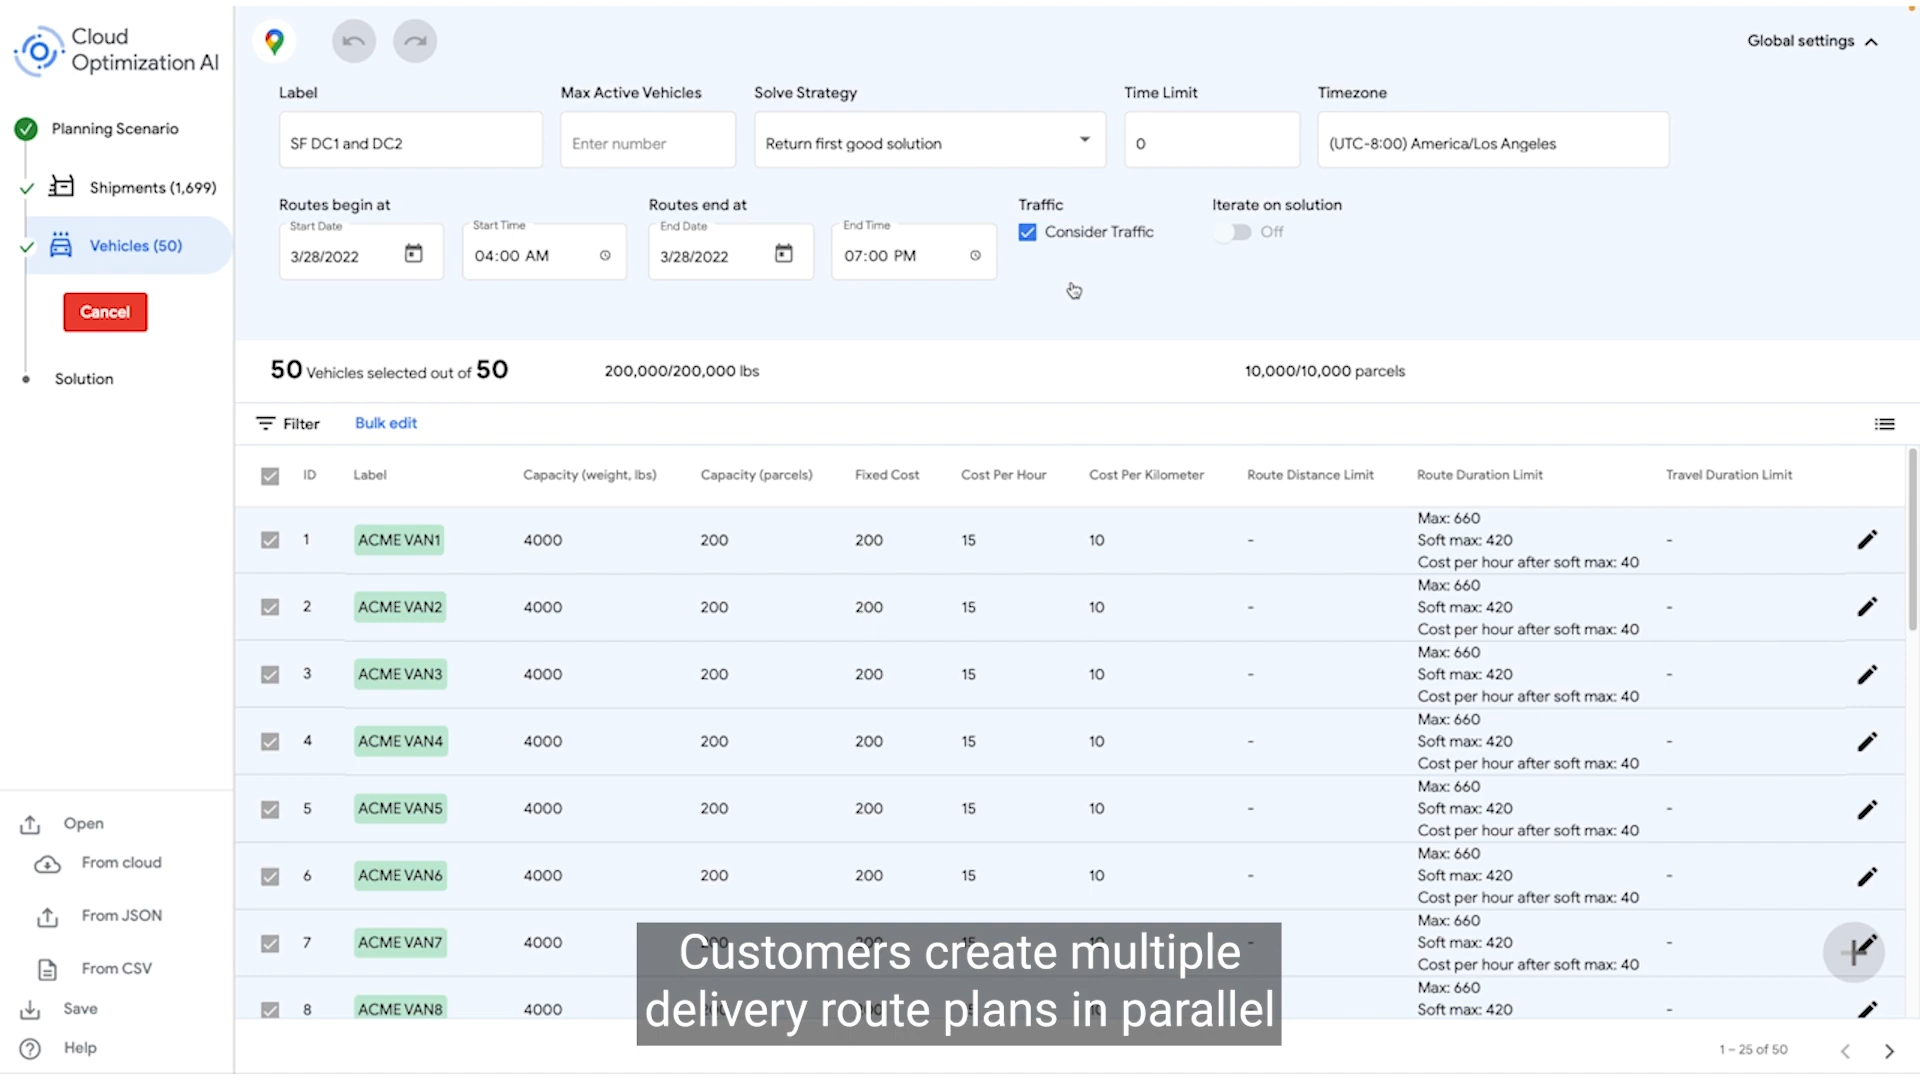 Cloud
Optimization AI
Planning Scenario
Shipments (1,699)
Vehicles (50)
Cancel
Solution
Open
From cloud
From JSON
From CSV
Save
Help
Global settings
Label
Max Active Vehicles
Solve Strategy
Time Limit
Timezone
SF DC1 and DC2
Enter number
Return first good solution
0
(UTC-8:00) America/Los Angeles
Routes begin at
Routes end at
Traffic
Iterate on solution
Start Date
Start Time
End Date
End Time
Consider Traffic
Off
3/28/2022
04:00 AM
3/28/2022
07:00 PM
50 Vehicles selected out of 50
200,000/200,000 lbs
10,000/10,000 parcels
Filter
Bulk edit
ID Label Capacity (weight, lbs) Capacity (parcels) Fixed Cost Cost Per Hour Cost Per Kilometer Route Distance Limit Route Duration Limit Travel Duration Limit
Max: 660
1 ACME VAN1 4000 200 200 15 10 - Soft max: 420 -
Cost per hour after soft max: 40
Max: 660
2 ACME VAN2 4000 200 200 15 10 - Soft max: 420 -
Cost per hour after soft max: 40
Max: 660
3 ACME VAN3 4000 200 200 15 10 - Soft max: 420 -
Cost per hour after soft max: 40
Max: 660
4 ACME VAN4 4000 200 200 15 10 - Soft max: 420 -
Cost per hour after soft max: 40
Max: 660
5 ACME VAN5 4000 200 200 15 10 - Soft max: 420 -
Cost per hour after soft max: 40
Max: 660
6 ACME VAN6 4000 200 200 15 10 - Soft max: 420 -
Cost per hour after soft max: 40
Max: 660
7 ACME VAN7 4000 Soft max: 420 -
Cost per hour after soft max: 40
Max: 660
8 ACME VAN8 4000 Soft max: 420 -
Customers create multiple
delivery route plans in parallel
1 – 25 of 50